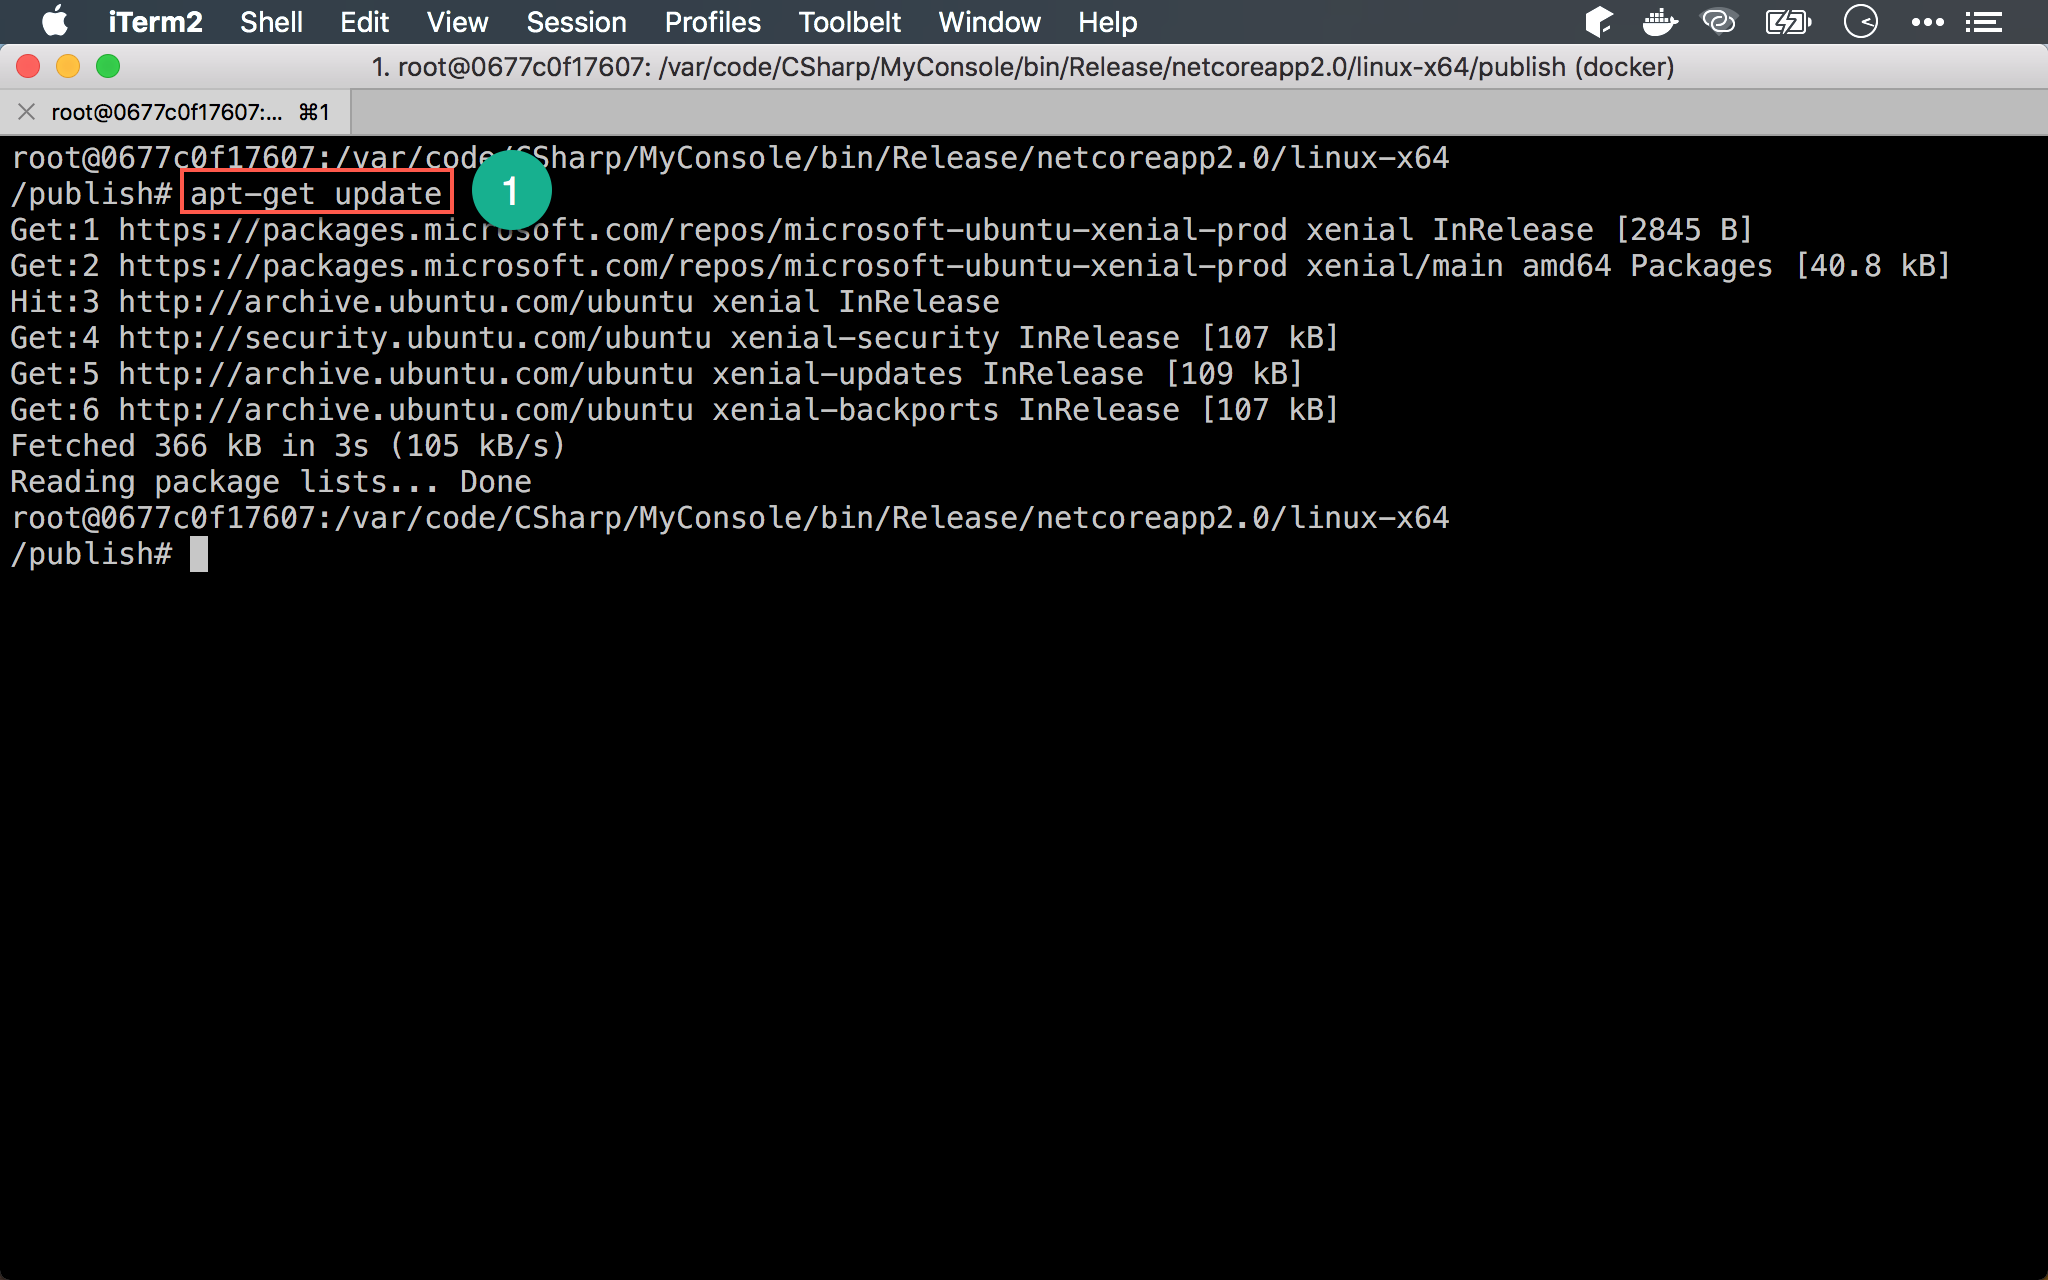 iTerm2 Shell Edit View Session Profiles Toolbelt Window Help
1. root@0677c0f17607: /var/code/CSharp/MyConsole/bin/Release/netcoreapp2.0/linux-x64/publish (docker)
root@0677c0f17607:... ⌘1
root@0677c0f17607:/var/code/CSharp/MyConsole/bin/Release/netcoreapp2.0/linux-x64
/publish# apt-get update 1
Get:1 https://packages.microsoft.com/repos/microsoft-ubuntu-xenial-prod xenial InRelease [2845 B]
Get:2 https://packages.microsoft.com/repos/microsoft-ubuntu-xenial-prod xenial/main amd64 Packages [40.8 kB]
Hit:3 http://archive.ubuntu.com/ubuntu xenial InRelease
Get:4 http://security.ubuntu.com/ubuntu xenial-security InRelease [107 kB]
Get:5 http://archive.ubuntu.com/ubuntu xenial-updates InRelease [109 kB]
Get:6 http://archive.ubuntu.com/ubuntu xenial-backports InRelease [107 kB]
Fetched 366 kB in 3s (105 kB/s)
Reading package lists... Done
root@0677c0f17607:/var/code/CSharp/MyConsole/bin/Release/netcoreapp2.0/linux-x64
/publish#